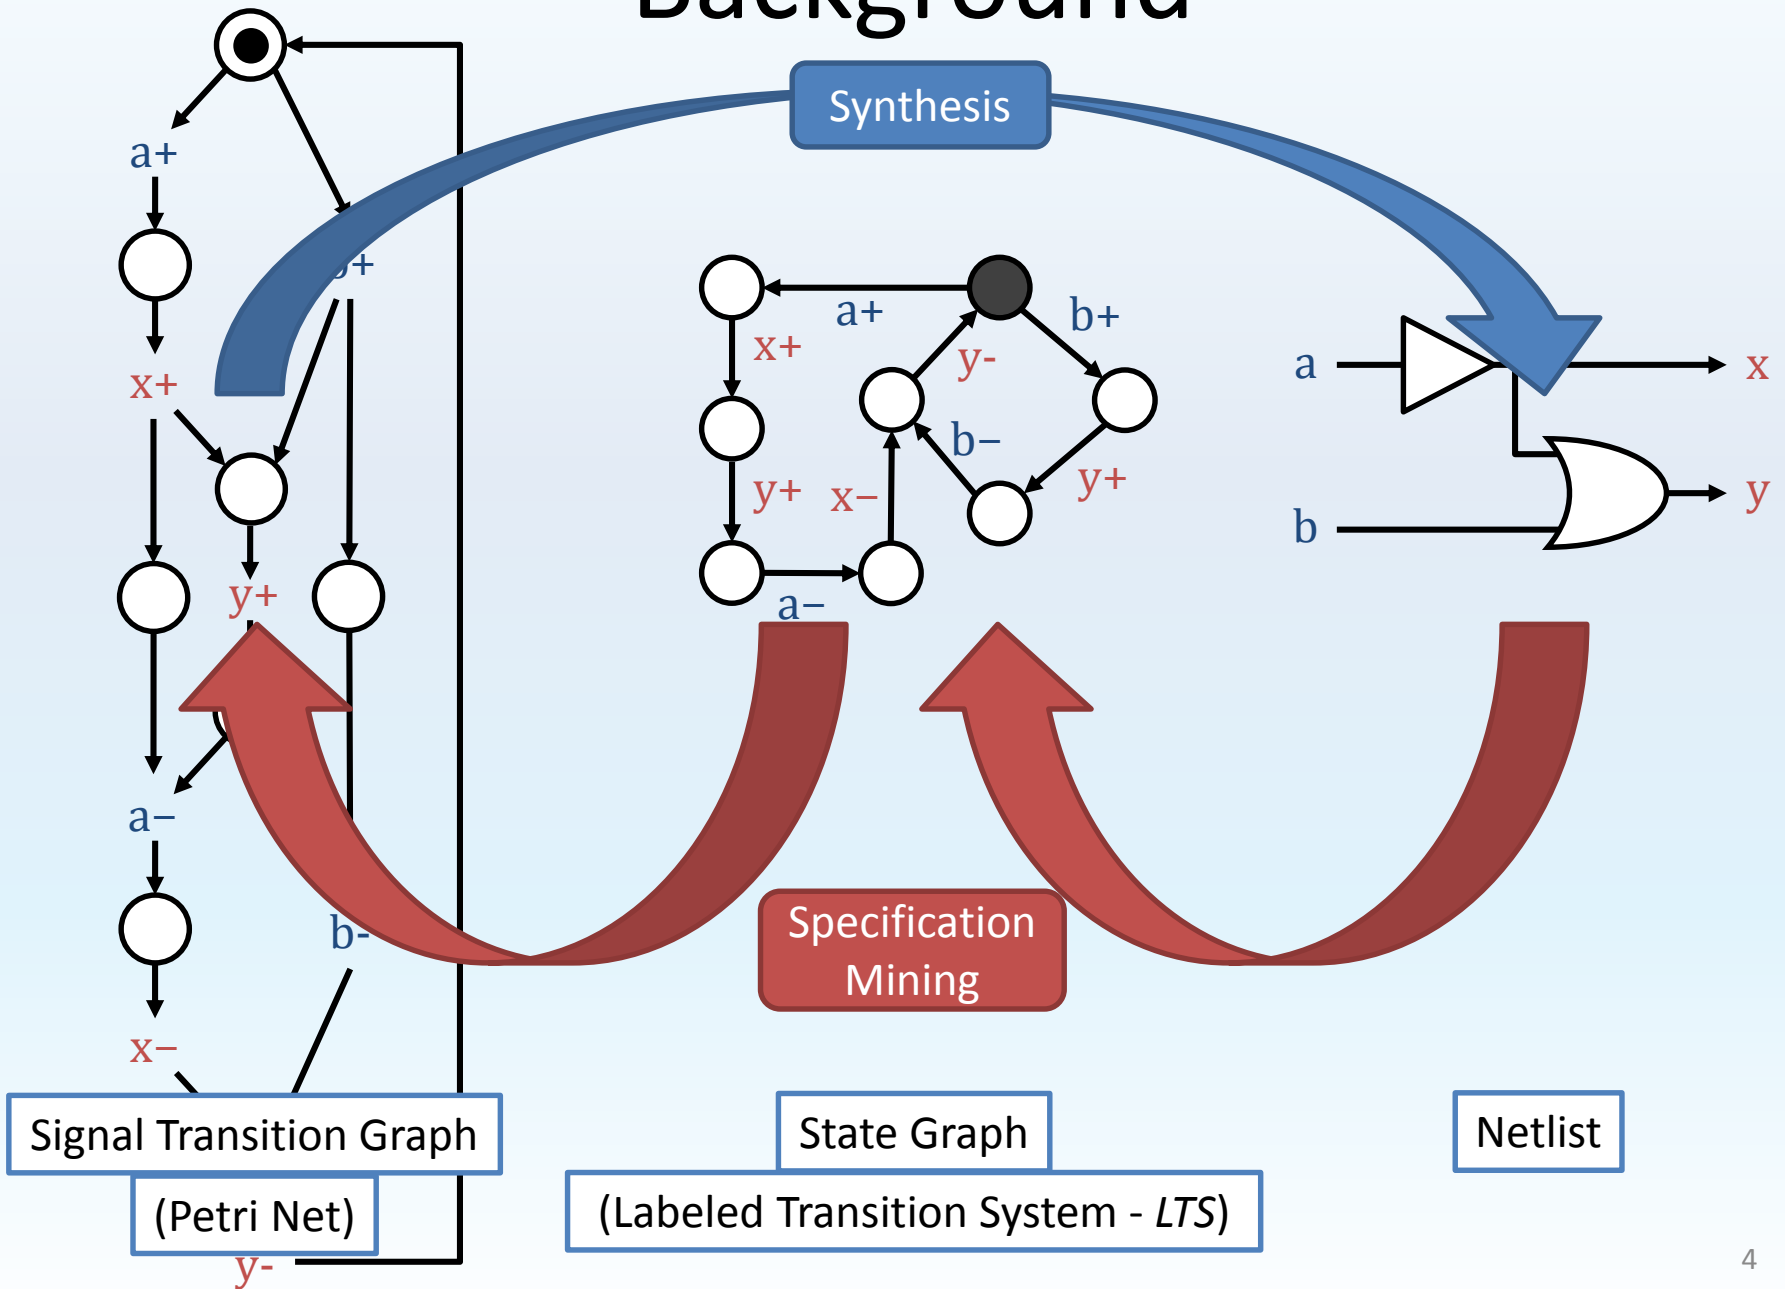 Background
Synthesis
a+
x+
y+
a−
b-
x−
y-
a+
b+
x+
y-
b−
y+
x−
y+
a−
a
x
b
y
Specification
Mining
Signal Transition Graph
(Petri Net)
State Graph
(Labeled Transition System - LTS)
Netlist
4